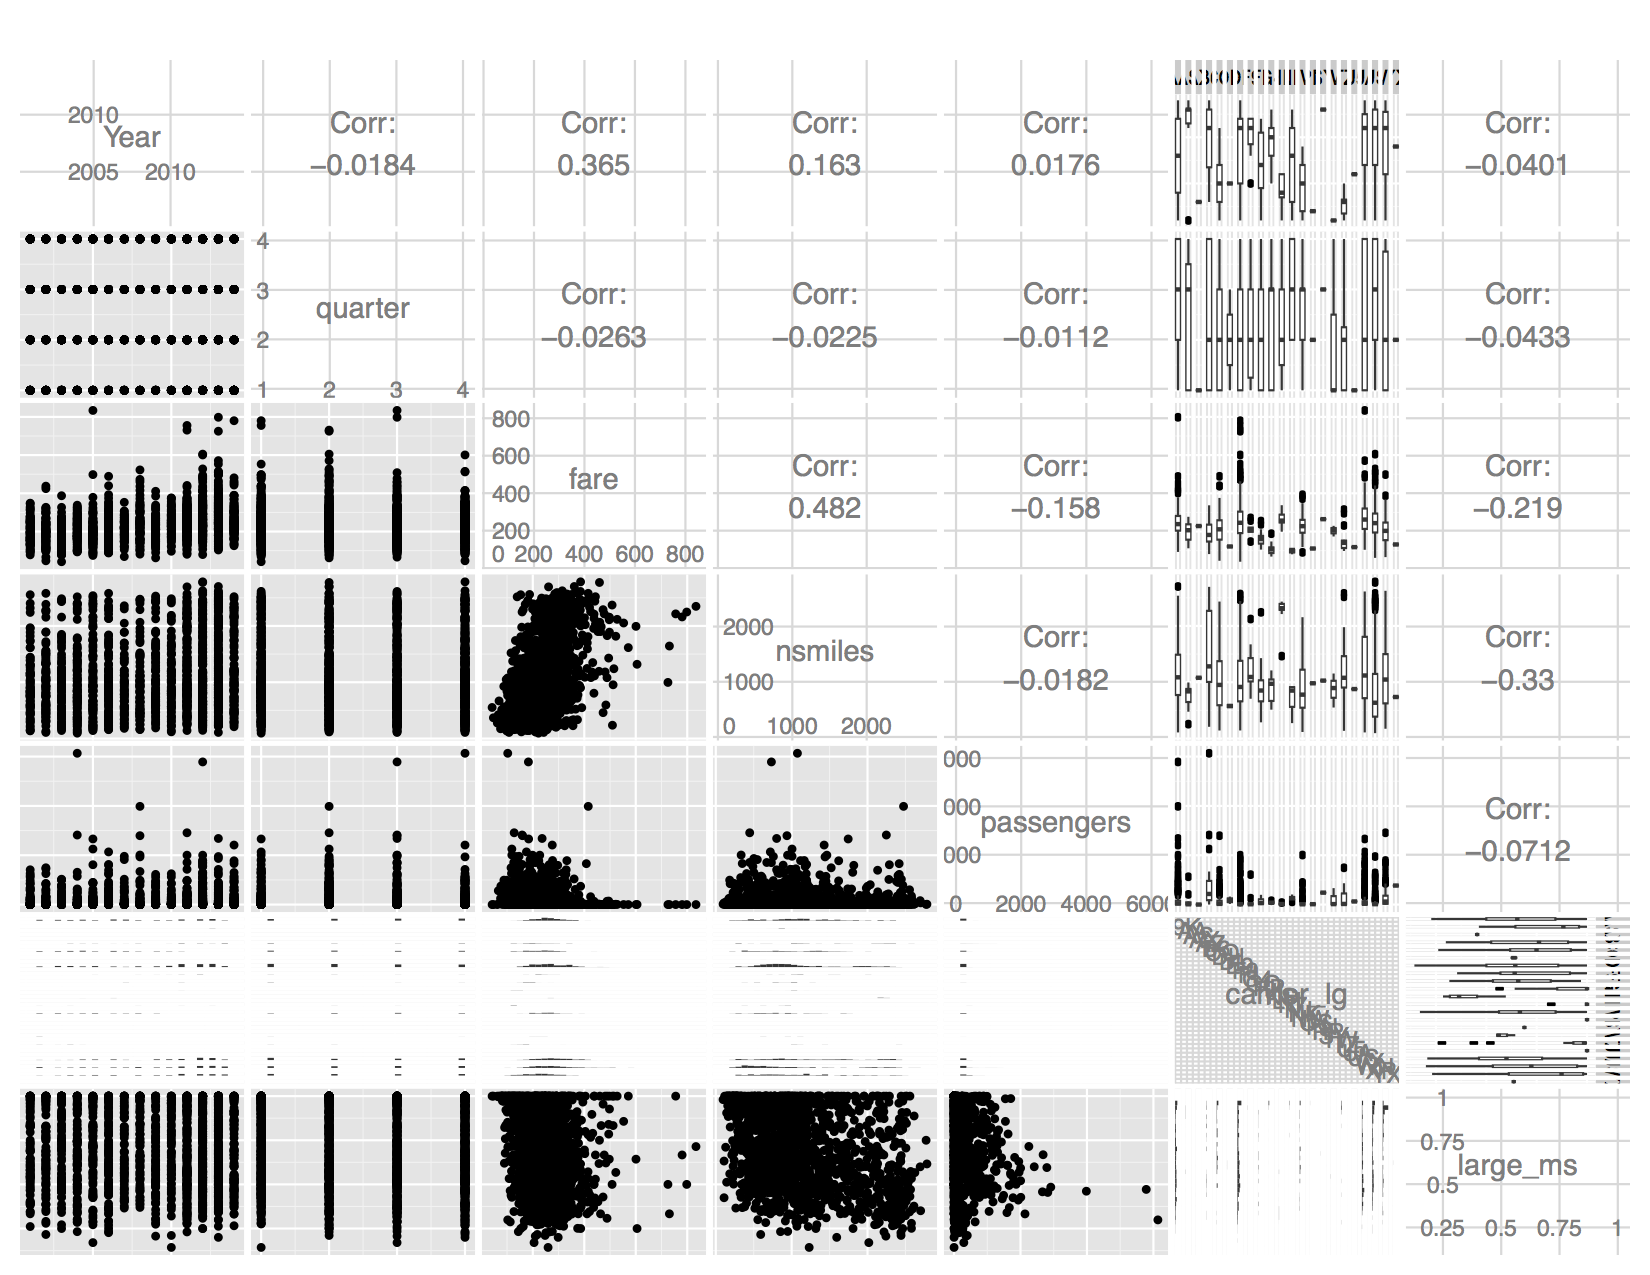 2010
Year
2005 2010
Corr:
−0.0184
Corr:
0.365
Corr:
0.163
Corr:
0.0176
Corr:
−0.0401
4
3
quarter
2
1 2 3 4
Corr:
−0.0263
Corr:
−0.0225
Corr:
−0.0112
Corr:
−0.0433
800
600
fare
400
200
0 200 400 600 800
Corr:
0.482
Corr:
−0.158
Corr:
−0.219
2000
nsmiles
1000
0 1000 2000
Corr:
−0.0182
Corr:
−0.33
000
000
passengers
000
0 2000 4000 6000
Corr:
−0.0712
carrier_lg
1
0.75
large_ms
0.5
0.25 0.5 0.75 1